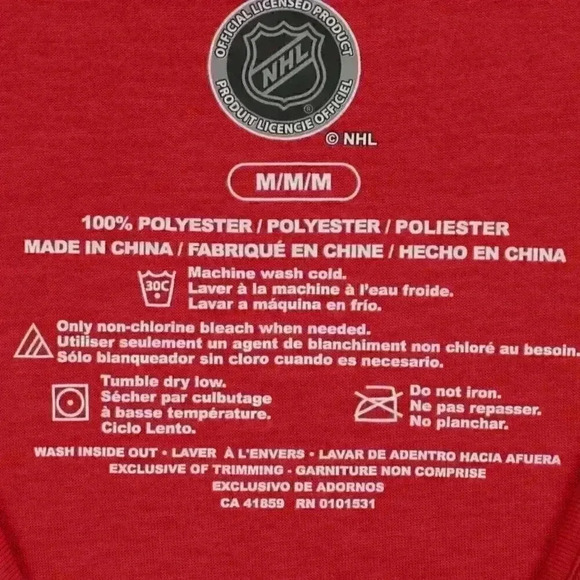 OFFICIAL LICENSED PRODUCT
NHL
®
PRODUIT LICENCIE OFFICIEL
© NHL
M/M/M
100% POLYESTER / POLYESTER / POLIESTER
MADE IN CHINA / FABRIQUÉ EN CHINE / HECHO EN CHINA
30C
Machine wash cold.
Laver à la machine à l'eau froide.
Lavar a máquina en frío.
Only non-chlorine bleach when needed.
Utiliser seulement un agent de blanchiment non chloré au besoin.
Sólo blanqueador sin cloro cuando es necesario.
Tumble dry low.
Sécher par culbutage
à basse température.
Ciclo Lento.
Do not iron.
Ne pas repasser.
No planchar.
WASH INSIDE OUT • LAVER À L'ENVERS • LAVAR DE ADENTRO HACIA AFUERA
EXCLUSIVE OF TRIMMING - GARNITURE NON COMPRISE
EXCLUSIVO DE ADORNOS
CA 41859 RN 0101531